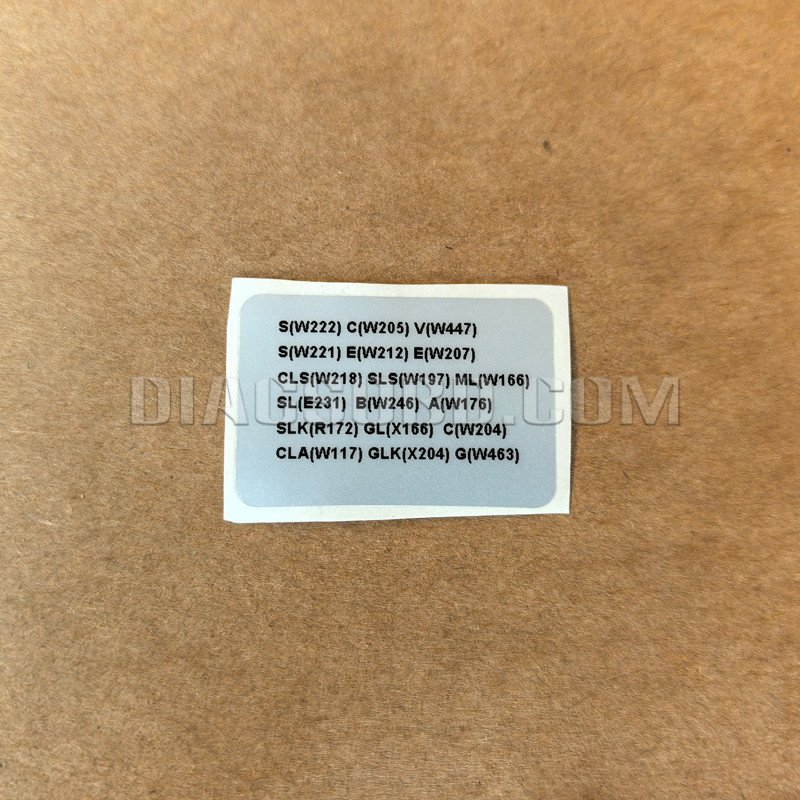 S(W222) C(W205) V(W447)
S(W221) E(W212) E(W207)
CLS(W218) SLS(W197) ML(W166)
SL(E231) B(W246) A(W176)
SLK(R172) GL(X166) C(W204)
CLA(W117) GLK(X204) G(W463)